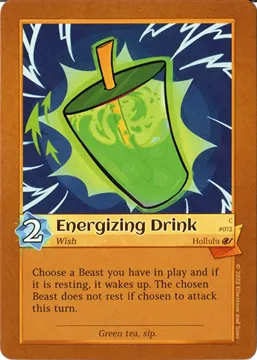 2
Energizing Drink
C
#072
Wish
Hollulu
Choose a Beast you have in play and if
it is resting, it wakes up. The chosen
Beast does not rest if chosen to attack
this turn.
Green tea, sip.